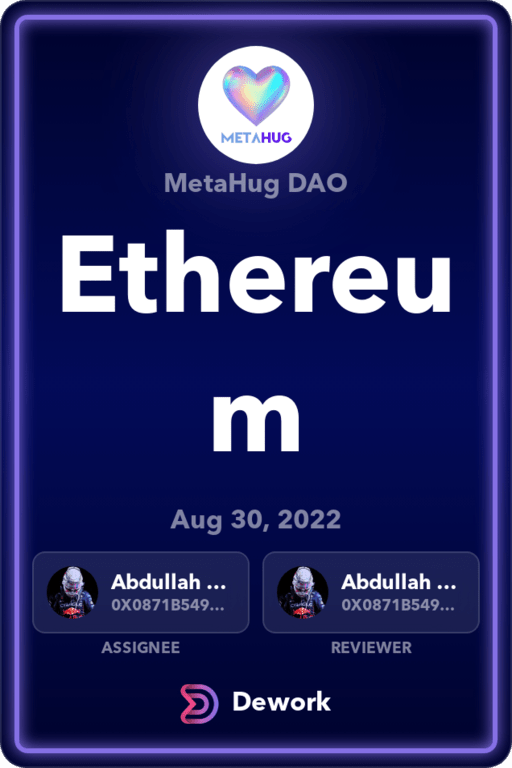 METAHUG
MetaHug DAO
Ethereu
m
Aug 30, 2022
Abdullah ...
0X0871B549...
ASSIGNEE
Abdullah ...
0X0871B549...
REVIEWER
Dework